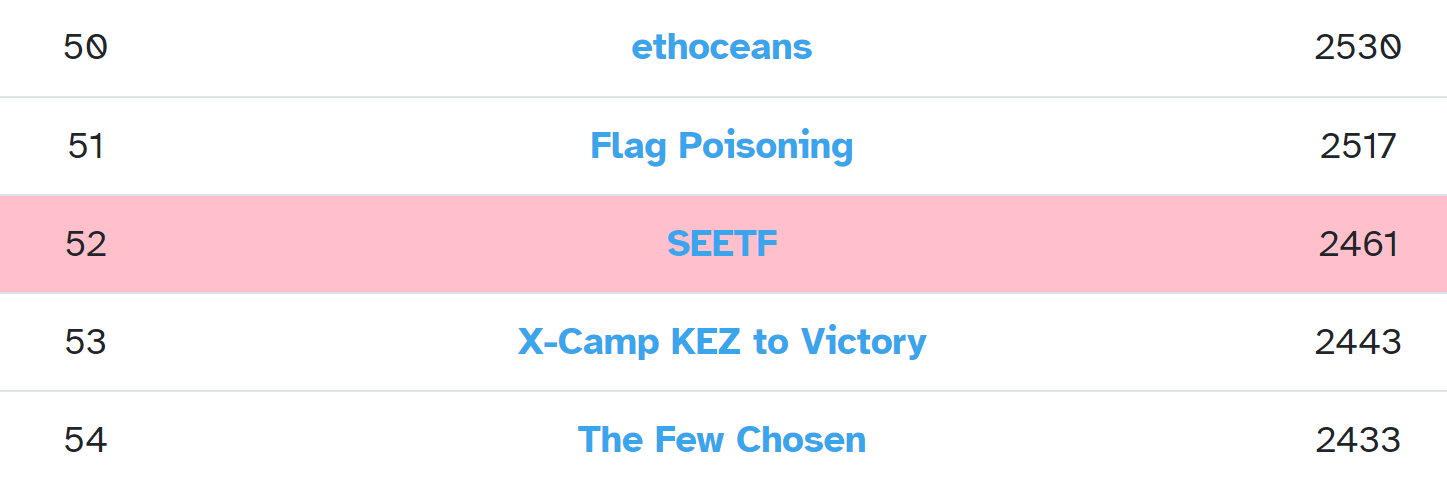 50 ethoceans 2530
51 Flag Poisoning 2517
52 SEETF 2461
53 X-Camp KEZ to Victory 2443
54 The Few Chosen 2433